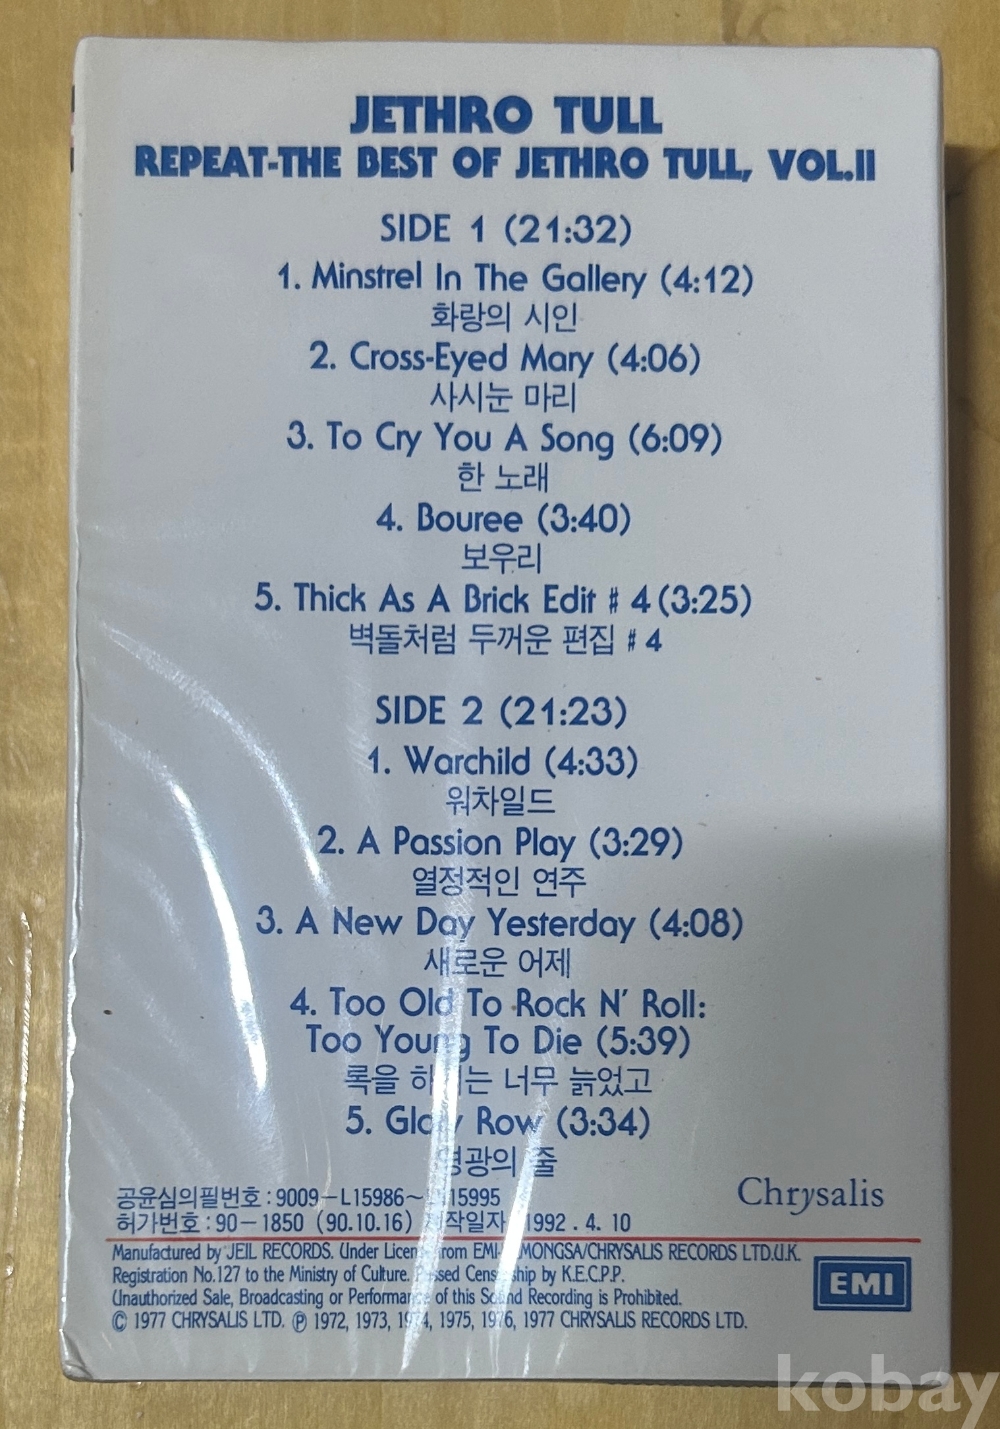 JETHRO TULL
REPEAT-THE BEST OF JETHRO TULL, VOL.II
SIDE 1 (21:32)
1. Minstrel In The Gallery (4:12)
화랑의 시인
2. Cross-Eyed Mary (4:06)
사시눈 마리
3. To Cry You A Song (6:09)
한 노래
4. Bouree (3:40)
보우리
5. Thick As A Brick Edit # 4 (3:25)
벽돌처럼 두꺼운 편집 # 4
SIDE 2 (21:23)
1. Warchild (4:33)
워차일드
2. A Passion Play (3:29)
열정적인 연주
3. A New Day Yesterday (4:08)
새로운 어제
4. Too Old To Rock N' Roll:
Too Young To Die (5:39)
록을 너무 늙었고
5. Glory Row (3:34)
영광의 줄
Chrysalis
공윤심의필번호 : 9009-L15986~ 15995
허가번호 : 90-1850 (90.10.16) 제작일자 1992 . 4. 10
Manufactured by JEIL RECORDS. Under License from CHRYSALIS RECORDS LTD.U.K.
Registration No.127 to the Ministry of Culture. Passed Censorship by K.E.C.P.P.
Unauthorized Sale, Broadcasting or Performance of this Sound Recording is Prohibited.
© 1977 CHRYSALIS LTD. ℗ 1972, 1973, 1974, 1975, 1976, 1977 CHRYSALIS RECORDS LTD.
EMI
kobay